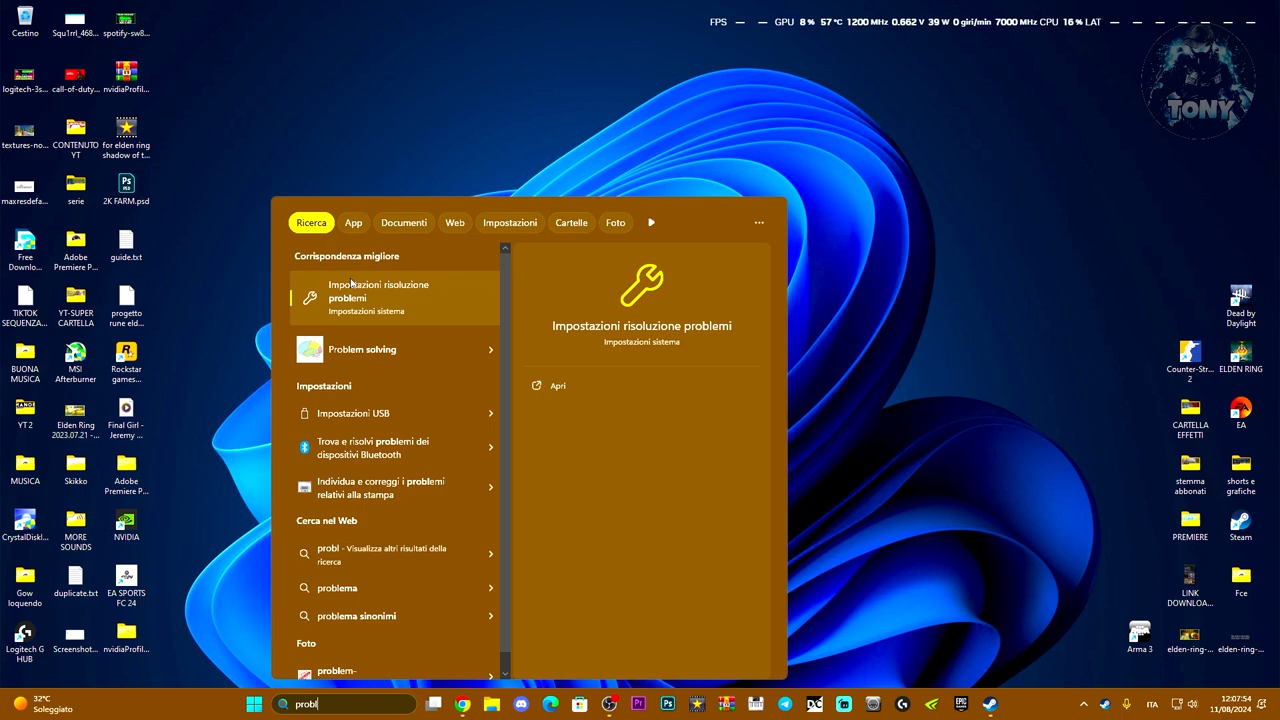 FPS — — GPU 8 % 57 °C 1200 MHz 0.662 V 39 W 0 giri/min 7000 MHz CPU 16 % LAT — — — — — —
TONY
Cestino
Squ1rrl_468...
spotify-sw8...
logitech-3s...
call-of-duty...
nvidiaProfil...
textures-no...
CONTENUTO
YT
for elden ring
shadow of t...
maxresdefa...
serie
2K FARM.psd
Free
Downlo...
Adobe
Premiere P...
guide.txt
TIKTOK
SEQUENZA...
YT-SUPER
CARTELLA
progetto
rune eld...
BUONA
MUSICA
MSI
Afterburner
Rockstar
games...
YT 2
Elden Ring
2023.07.21 -...
Final Girl -
Jeremy ...
MUSICA
Skikko
Adobe
Premiere P...
CrystalDiskI...
MORE
SOUNDS
NVIDIA
Gow
loquendo
duplicate.txt
EA SPORTS
FC 24
Logitech G
HUB
Screenshot...
nvidiaProfil...
Ricerca
App
Documenti
Web
Impostazioni
Cartelle
Foto
Corrispondenza migliore
Impostazioni risoluzione
problemi
Impostazioni sistema
Problem solving
Impostazioni
Impostazioni USB
Trova e risolvi problemi dei
dispositivi Bluetooth
Individua e correggi i problemi
relativi alla stampa
Cerca nel Web
probl - Visualizza altri risultati della
ricerca
problema
problema sinonimi
Foto
problem-
Impostazioni risoluzione problemi
Impostazioni sistema
Apri
Dead by
Daylight
Counter-Str...
2
ELDEN RING
CARTELLA
EFFETTI
EA
stemma
abbonati
shorts e
grafiche
PREMIERE
Steam
LINK
DOWNLOA...
Fce
Arma 3
elden-ring-...
elden-ring-...
32°C
Soleggiato
probl
ITA
12:07:54
11/08/2024